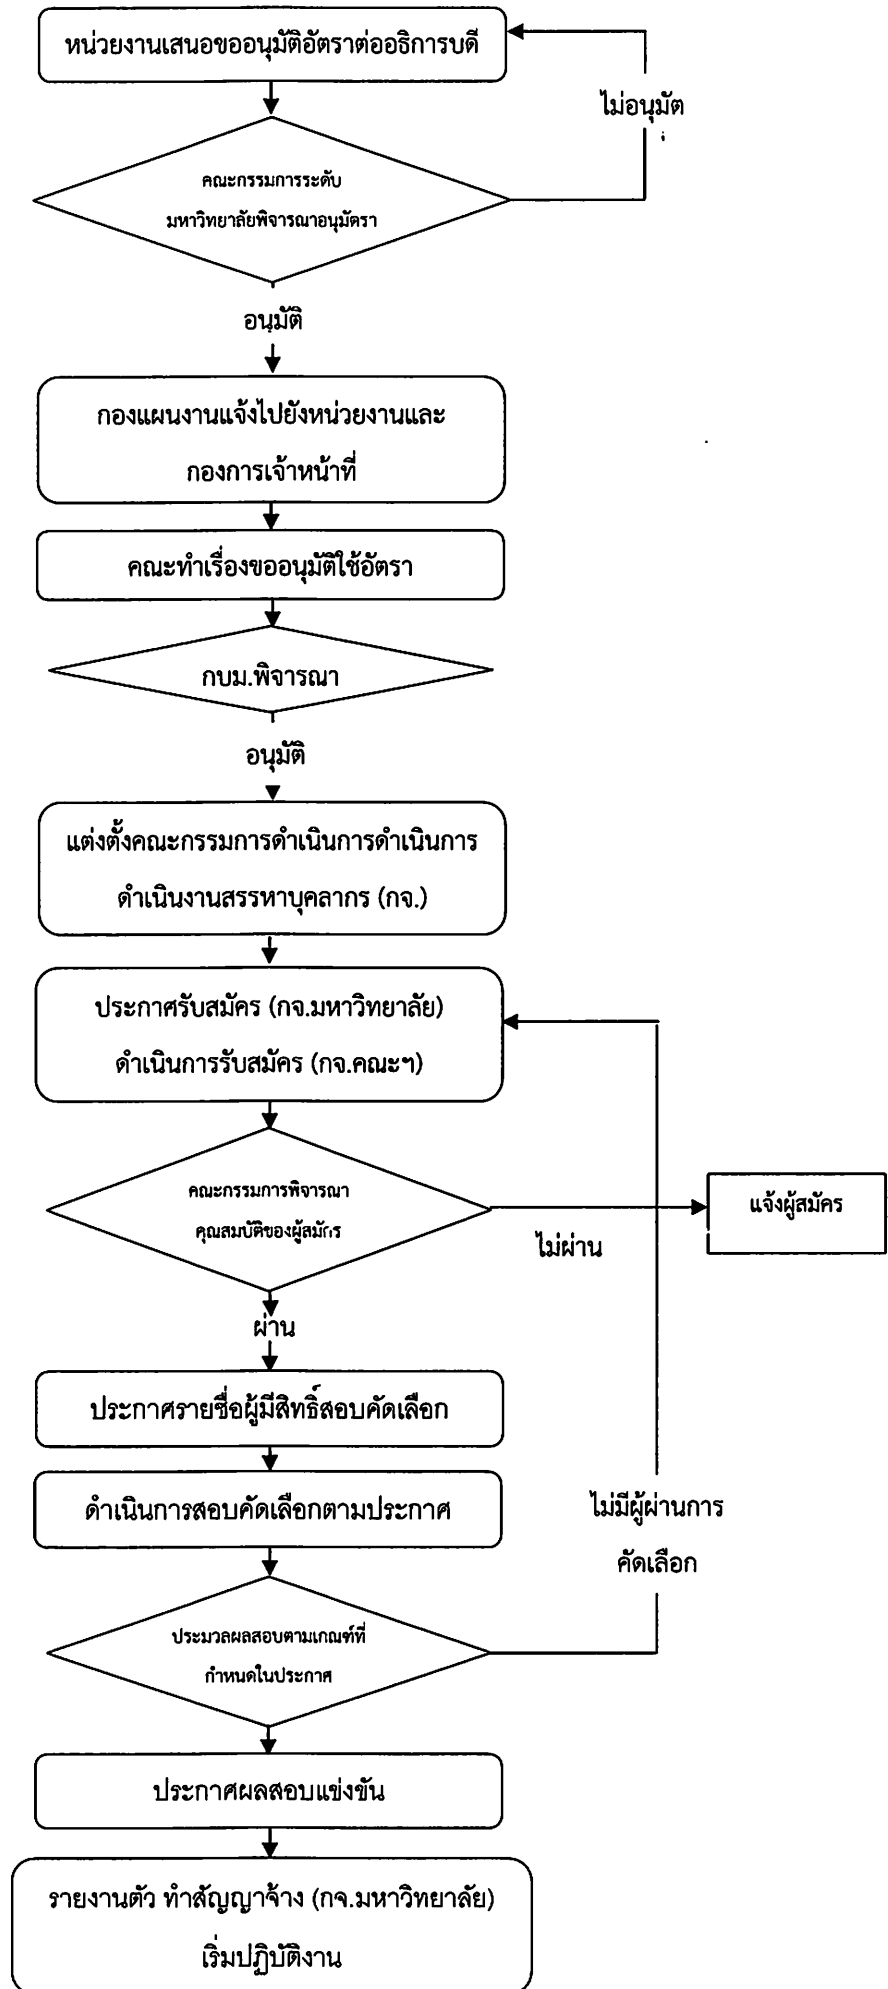 หน่วยงานเสนอขออนุมัติอัตราต่ออธิการบดี
ไม่อนุมัต
คณะกรรมการระดับ
มหาวิทยาลัยพิจารณาอนุมัตรา
อนุมัติ
กองแผนงานแจ้งไปยังหน่วยงานและ
กองการเจ้าหน้าที่
คณะทำเรื่องขออนุมัติใช้อัตรา
กบม.พิจารณา
อนุมัติ
แต่งตั้งคณะกรรมการดำเนินการดำเนินการ
ดำเนินงานสรรหาบุคลากร (กจ.)
ประกาศรับสมัคร (กจ.มหาวิทยาลัย)
ดำเนินการรับสมัคร (กจ.คณะฯ)
คณะกรรมการพิจารณา
คุณสมบัติของผู้สมัคร
แจ้งผู้สมัคร
ไม่ผ่าน
ผ่าน
ประกาศรายชื่อผู้มีสิทธิ์สอบคัดเลือก
ดำเนินการสอบคัดเลือกตามประกาศ
ไม่มีผู้ผ่านการ
คัดเลือก
ประมวลผลสอบตามเกณฑ์ที่
กำหนดในประกาศ
ประกาศผลสอบแข่งขัน
รายงานตัว ทำสัญญาจ้าง (กจ.มหาวิทยาลัย)
เริ่มปฏิบัติงาน